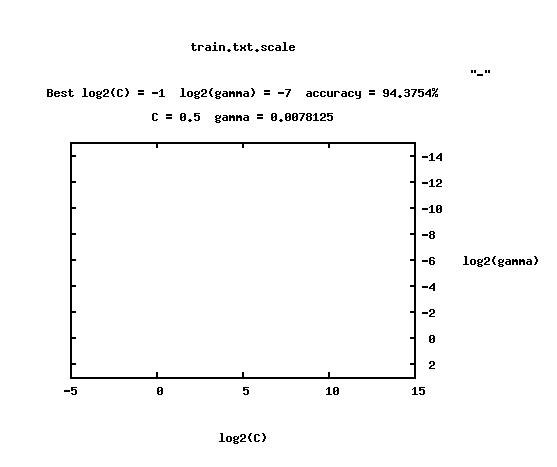 train.txt.scale
"-"
Best log2(C) = -1 log2(gamma) = -7 accuracy = 94.3754%
C = 0.5 gamma = 0.0078125
-14
-12
-10
-8
-6
log2(gamma)
-4
-2
0
2
-5 0 5 10 15
log2(C)